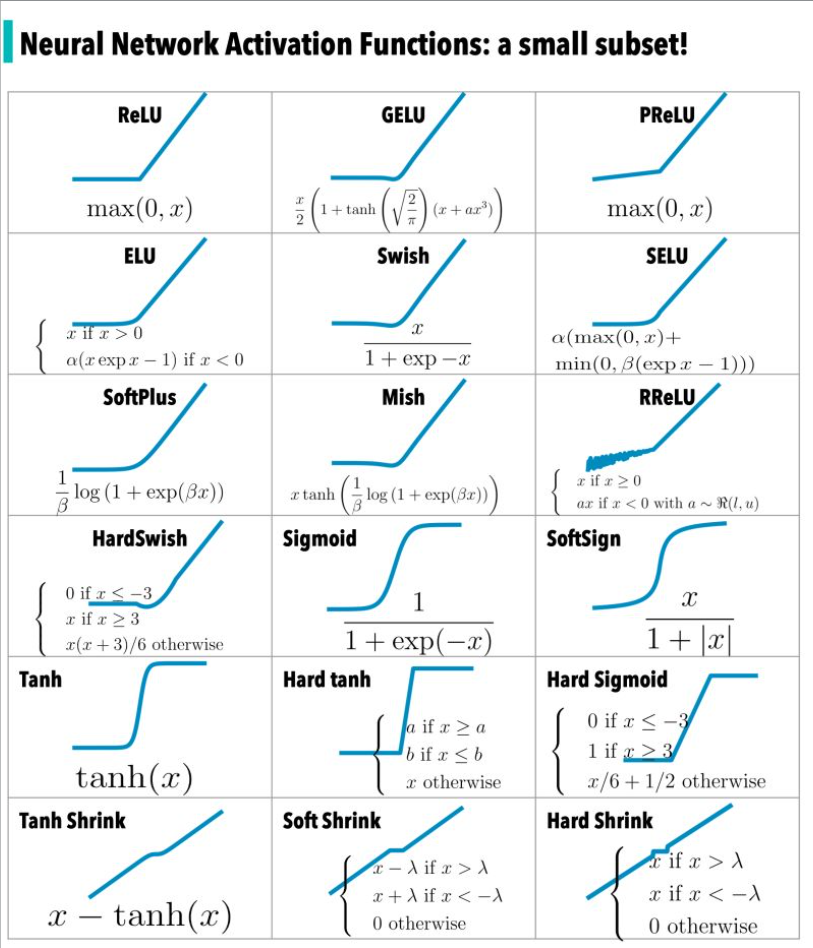 Neural Network Activation Functions: a small subset!
ReLU
max(0, x)
GELU
x/2 (1 + tanh (√(2/π)) (x + ax³))
PReLU
max(0, x)
ELU
{ x if x > 0
α(x exp x − 1) if x < 0
Swish
x
1 + exp −x
SELU
α(max(0, x)+
min(0, β(exp x − 1)))
SoftPlus
1/β log (1 + exp(βx))
Mish
x tanh (1/β log (1 + exp(βx)))
RReLU
{ x if x ≥ 0
ax if x < 0 with a ∼ ℜ(l, u)
HardSwish
{ 0 if x ≤ −3
x if x ≥ 3
x(x + 3)/6 otherwise
Sigmoid
1
1 + exp(−x)
SoftSign
x
1 + |x|
Tanh
tanh(x)
Hard tanh
{ a if x ≥ a
b if x ≤ b
x otherwise
Hard Sigmoid
{ 0 if x ≤ −3
1 if x ≥ 3
x/6 + 1/2 otherwise
Tanh Shrink
x − tanh(x)
Soft Shrink
{ x − λ if x > λ
x + λ if x < −λ
0 otherwise
Hard Shrink
{ x if x > λ
x if x < −λ
0 otherwise